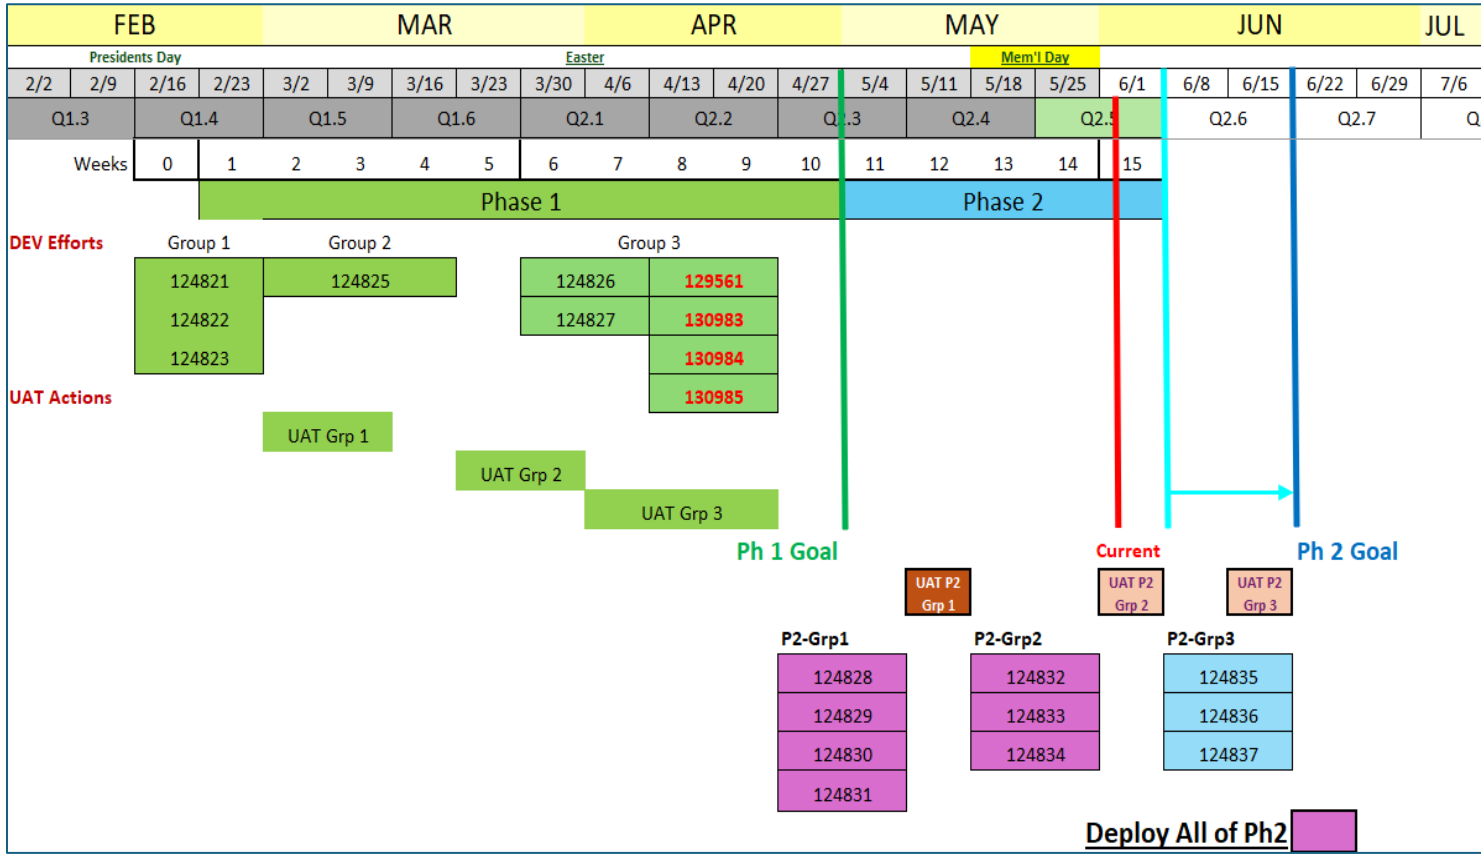 FEB MAR APR MAY JUN JUL
Presidents Day Easter Mem'l Day
2/2 2/9 2/16 2/23 3/2 3/9 3/16 3/23 3/30 4/6 4/13 4/20 4/27 5/4 5/11 5/18 5/25 6/1 6/8 6/15 6/22 6/29 7/6
Q1.3 Q1.4 Q1.5 Q1.6 Q2.1 Q2.2 Q2.3 Q2.4 Q2.5 Q2.6 Q2.7 Q
Weeks 0 1 2 3 4 5 6 7 8 9 10 11 12 13 14 15
Phase 1 Phase 2
DEV Efforts Group 1 Group 2 Group 3
124821 124825 124826 129561
124822 124827 130983
124823 130984
UAT Actions 130985
UAT Grp 1
UAT Grp 2
UAT Grp 3
Ph 1 Goal Current Ph 2 Goal
UAT P2 UAT P2 UAT P2
Grp 1 Grp 2 Grp 3
P2-Grp1 P2-Grp2 P2-Grp3
124828 124832 124835
124829 124833 124836
124830 124834 124837
124831
Deploy All of Ph2